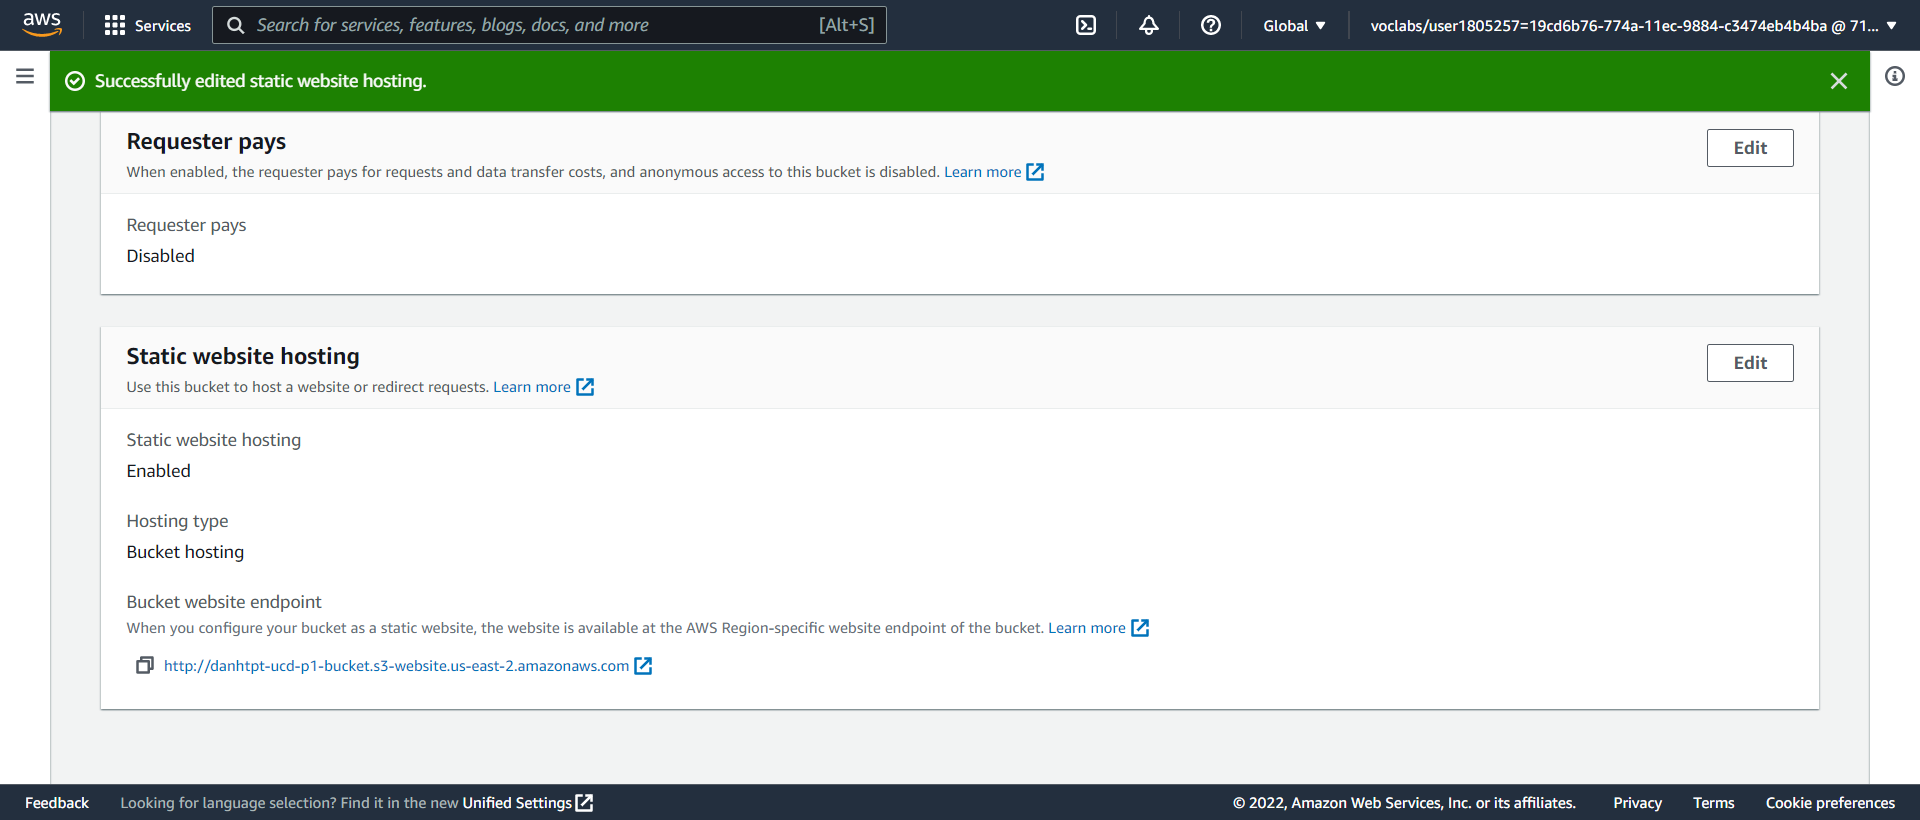 aws
Services
Search for services, features, blogs, docs, and more
[Alt+S]
Global
voclabs/user1805257=19cd6b76-774a-11ec-9884-c3474eb4b4ba @ 71...
Successfully edited static website hosting.
Requester pays
Edit
When enabled, the requester pays for requests and data transfer costs, and anonymous access to this bucket is disabled. Learn more
Requester pays
Disabled
Static website hosting
Edit
Use this bucket to host a website or redirect requests. Learn more
Static website hosting
Enabled
Hosting type
Bucket hosting
Bucket website endpoint
When you configure your bucket as a static website, the website is available at the AWS Region-specific website endpoint of the bucket. Learn more
http://danhtpt-ucd-p1-bucket.s3-website.us-east-2.amazonaws.com
Feedback
Looking for language selection? Find it in the new Unified Settings
© 2022, Amazon Web Services, Inc. or its affiliates.
Privacy
Terms
Cookie preferences